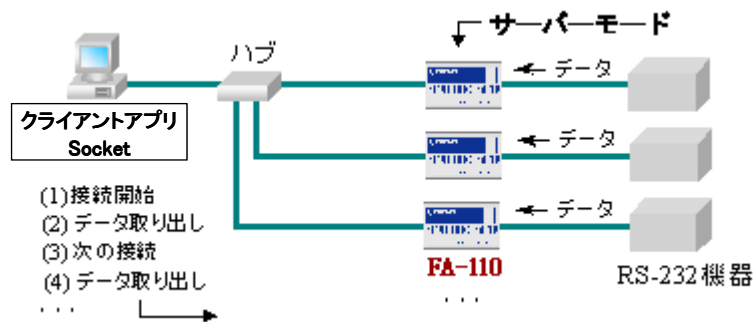 サーバーモード
ハブ
データ
クライアントアプリ
Socket
データ
(1)接続開始
(2) データ取り出し
(3)次の接続
(4) データ取り出し
・・・
データ
FA-110
・・・
RS-232機器